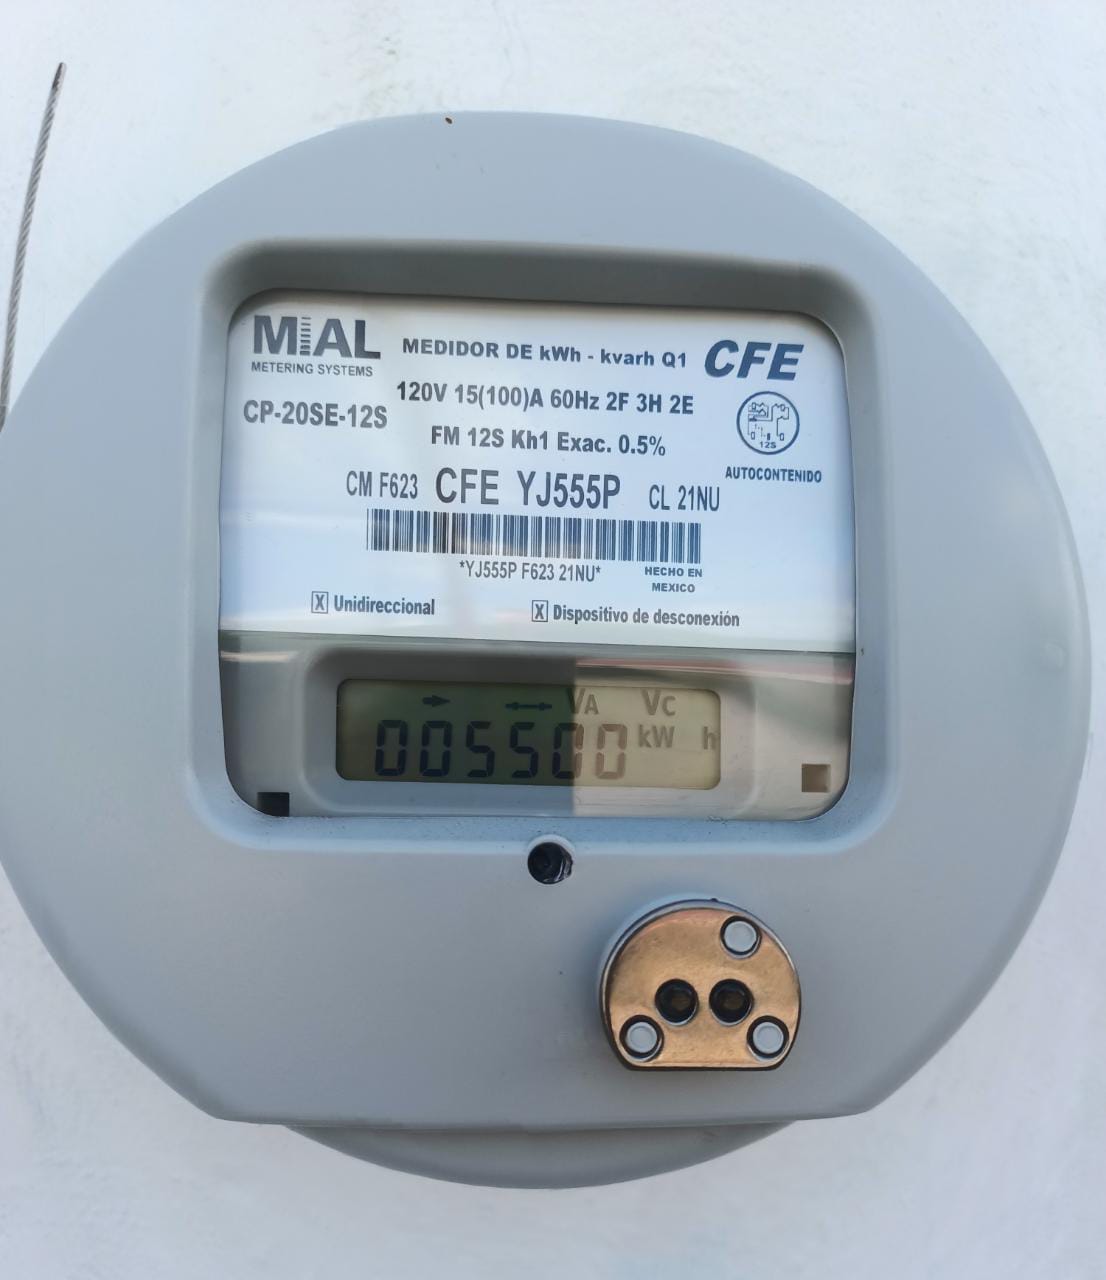 MIAL
METERING SYSTEMS
MEDIDOR DE kWh - kvarh Q1
CFE
CP-20SE-12S
120V 15(100)A 60Hz 2F 3H 2E
FM 12S Kh1 Exac. 0.5%
12S
AUTOCONTENIDO
CM F623 CFE YJ555P CL 21NU
*YJ555P F623 21NU*
HECHO EN
MEXICO
X Unidireccional
X Dispositivo de desconexión
VA VC
005500 kW h